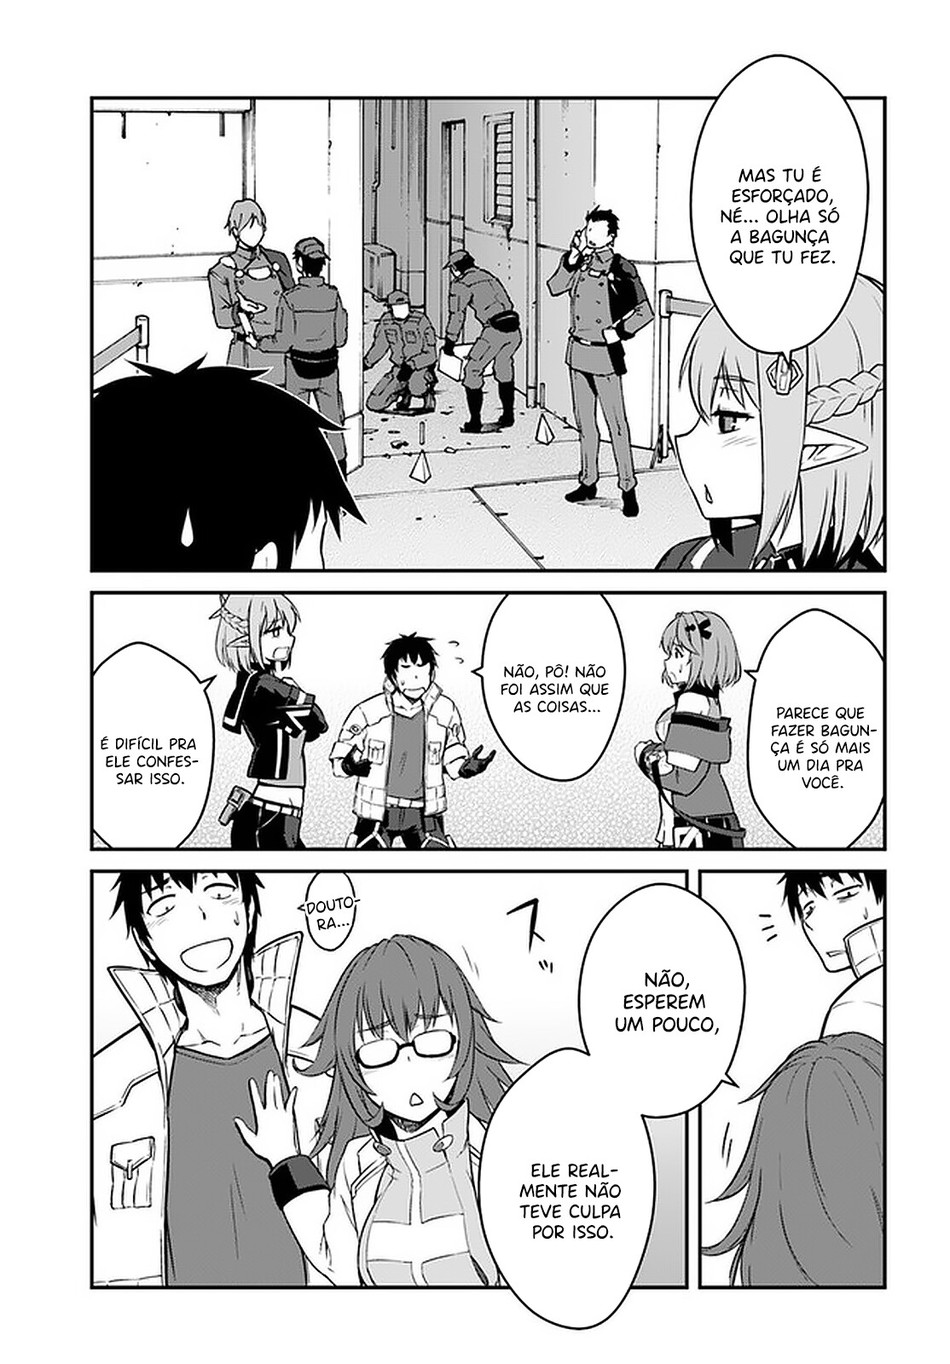 MAS TU É
ESFORÇADO,
NÉ... OLHA SÓ
A BAGUNÇA
QUE TU FEZ.
PARECE QUE
FAZER BAGUN-
ÇA É SÓ MAIS
UM DIA PRA
VOCÊ.
NÃO, PÔ! NÃO
FOI ASSIM QUE
AS COISAS...
É DIFÍCIL PRA
ELE CONFES-
SAR ISSO.
NÃO,
ESPEREM
UM POUCO,
ELE REAL-
MENTE NÃO
TEVE CULPA
POR ISSO.
ス
DOUTO-
RA...